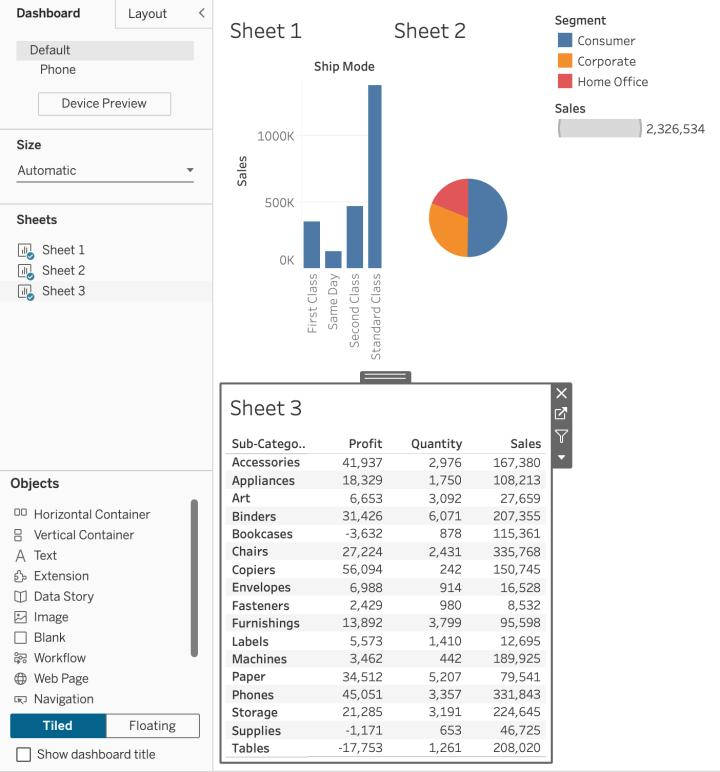 Dashboard Layout <
Default
Phone
Device Preview
Size
Automatic
Sheets
Sheet 1
Sheet 2
Sheet 3
Objects
Horizontal Container
Vertical Container
A Text
Extension
Data Story
Image
Blank
Workflow
Web Page
Navigation
Tiled Floating
Show dashboard title
Sheet 1
Ship Mode
Sales
1000K
500K
0K
First Class
Same Day
Second Class
Standard Class
Sheet 2
Segment
Consumer
Corporate
Home Office
Sales
2,326,534
Sheet 3
Sub-Catego.. Profit Quantity Sales
Accessories 41,937 2,976 167,380
Appliances 18,329 1,750 108,213
Art 6,653 3,092 27,659
Binders 31,426 6,071 207,355
Bookcases -3,632 878 115,361
Chairs 27,224 2,431 335,768
Copiers 56,094 242 150,745
Envelopes 6,988 914 16,528
Fasteners 2,429 980 8,532
Furnishings 13,892 3,799 95,598
Labels 5,573 1,410 12,695
Machines 3,462 442 189,925
Paper 34,512 5,207 79,541
Phones 45,051 3,357 331,843
Storage 21,285 3,191 224,645
Supplies -1,171 653 46,725
Tables -17,753 1,261 208,020